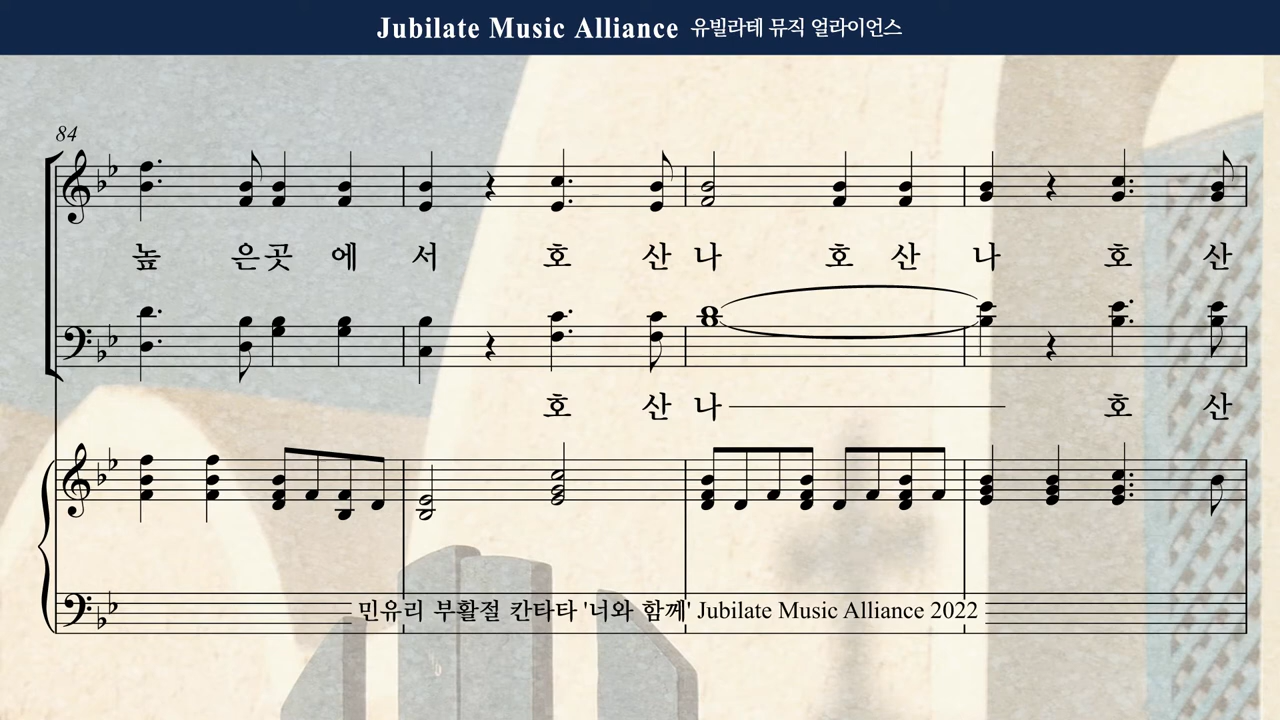 Jubilate Music Alliance 유빌라테 뮤직 얼라이언스
84
높 은곳 에 서 호 산 나 호 산 나 호 산
호 산 나 호 산
민유리 부활절 칸타타 '너와 함께' Jubilate Music Alliance 2022